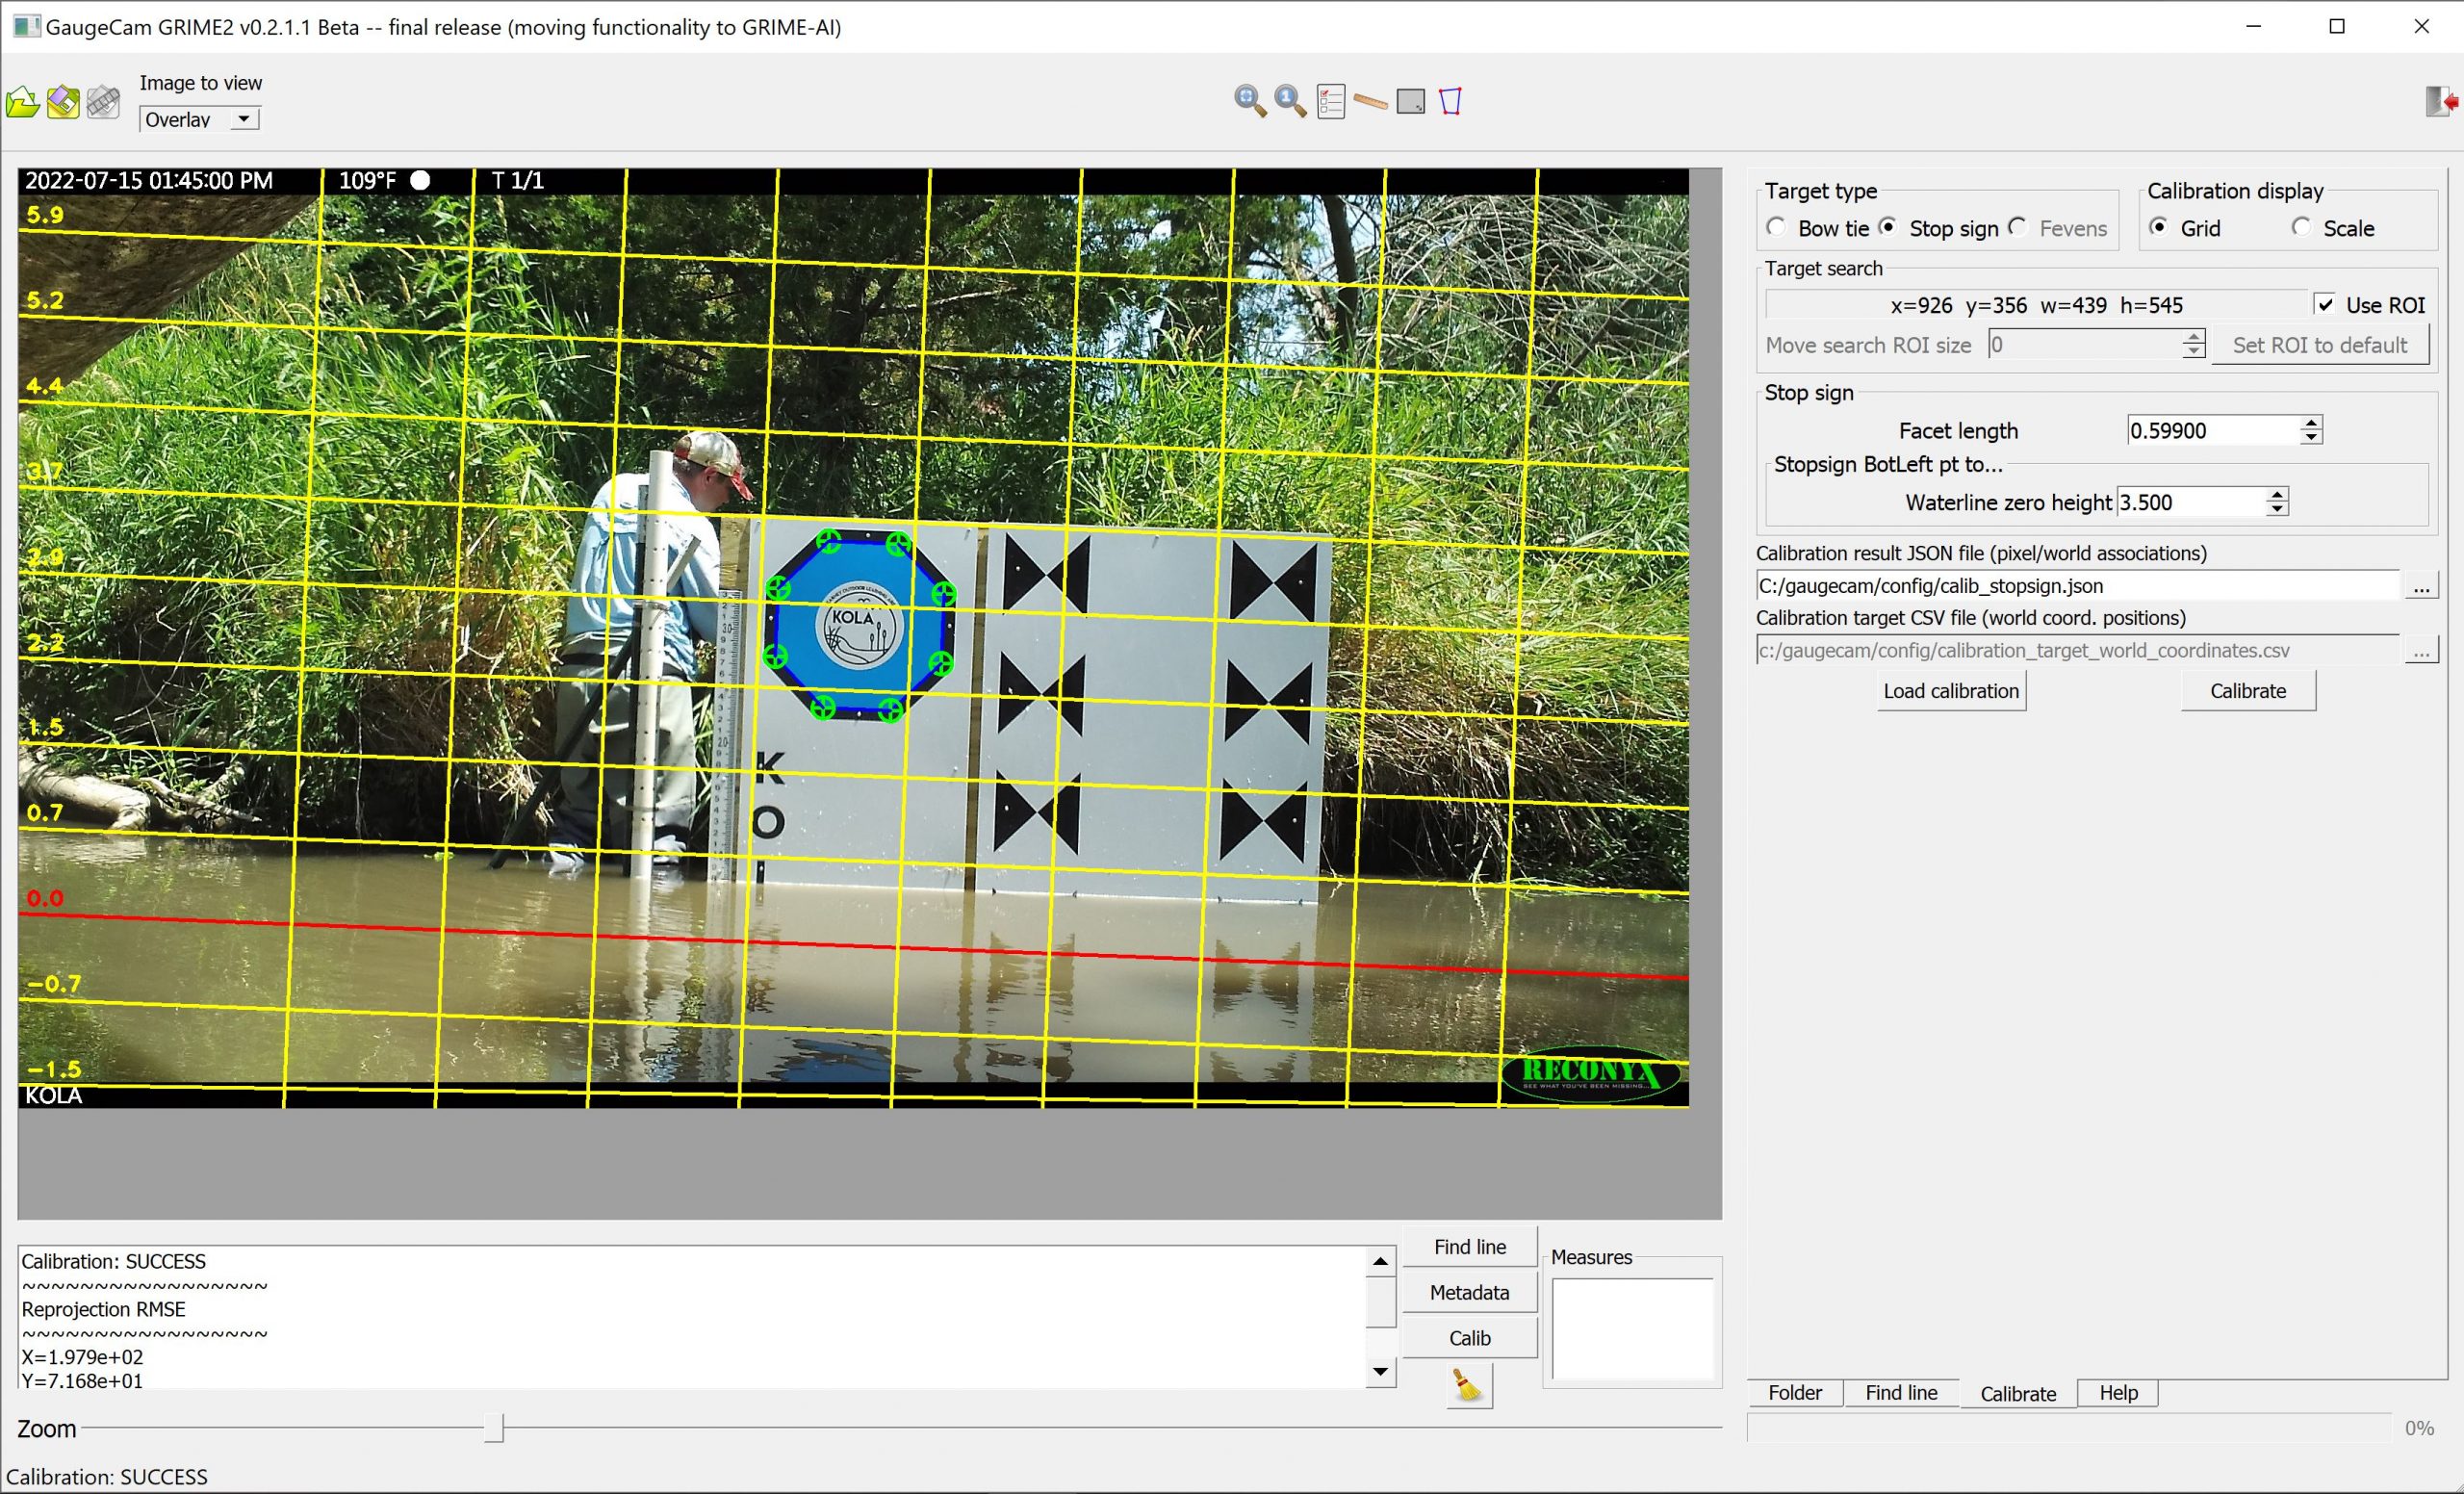 GaugeCam GRIME2 v0.2.1.1 Beta -- final release (moving functionality to GRIME-AI)
Image to view
Overlay
2022-07-15 01:45:00 PM 109°F T 1/1
5.9
5.2
4.4
3.7
2.9
2.2
1.5
0.7
0.0
-0.7
-1.5
KOLA
K
O
KOLA
RECONYX
SEE WHAT YOU'VE BEEN MISSING...
Target type
Bow tie Stop sign Fevens
Calibration display
Grid Scale
Target search
x=926 y=356 w=439 h=545
Use ROI
Move search ROI size 0 Set ROI to default
Stop sign
Facet length 0.59900
Stopsign BotLeft pt to...
Waterline zero height 3.500
Calibration result JSON file (pixel/world associations)
C:/gaugecam/config/calib_stopsign.json ...
Calibration target CSV file (world coord. positions)
c:/gaugecam/config/calibration_target_world_coordinates.csv ...
Load calibration Calibrate
Calibration: SUCCESS
~~~~~~~~~~~~~~~~~
Reprojection RMSE
~~~~~~~~~~~~~~~~~
X=1.979e+02
Y=7.168e+01
Find line
Metadata
Calib
Measures
Folder Find line Calibrate Help
Zoom
0%
Calibration: SUCCESS